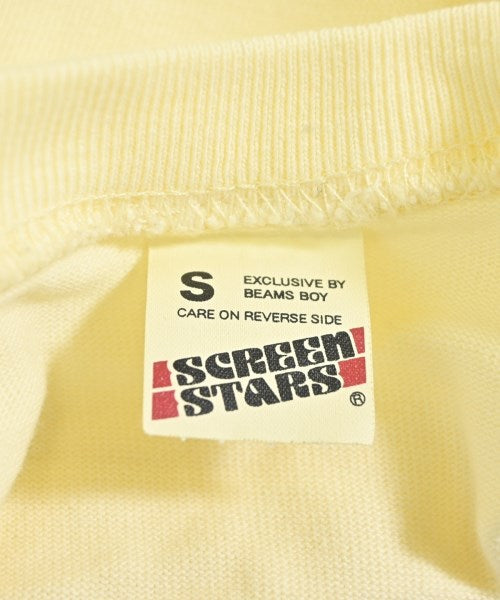 S
EXCLUSIVE BY
BEAMS BOY
CARE ON REVERSE SIDE
SCREEN
STARS®